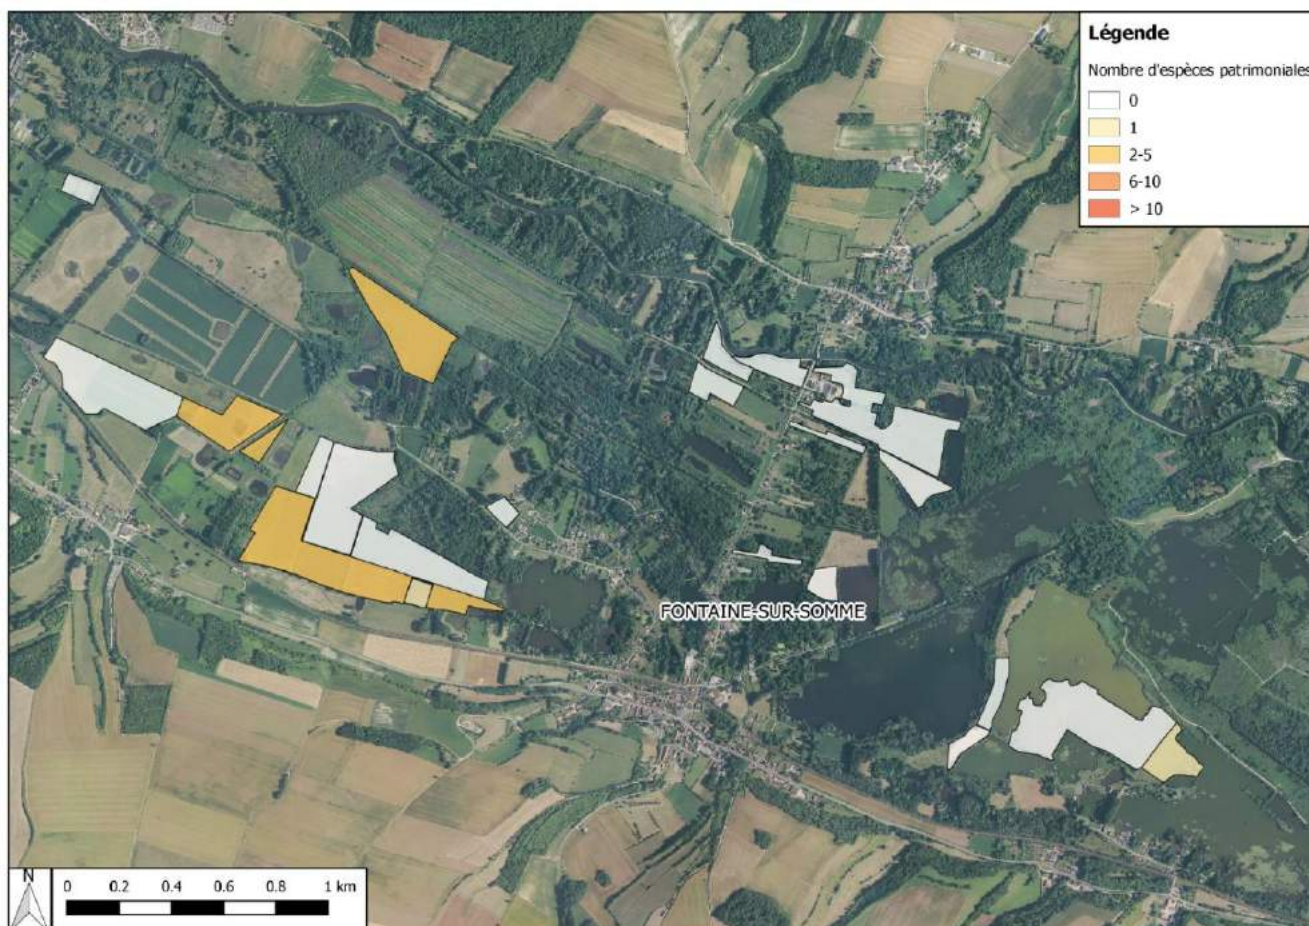 Légende
Nombre d'espèces patrimoniales
0
1
2-5
6-10
> 10
FONTAINE-SUR-SOMME
N
0 0.2 0.4 0.6 0.8 1 km